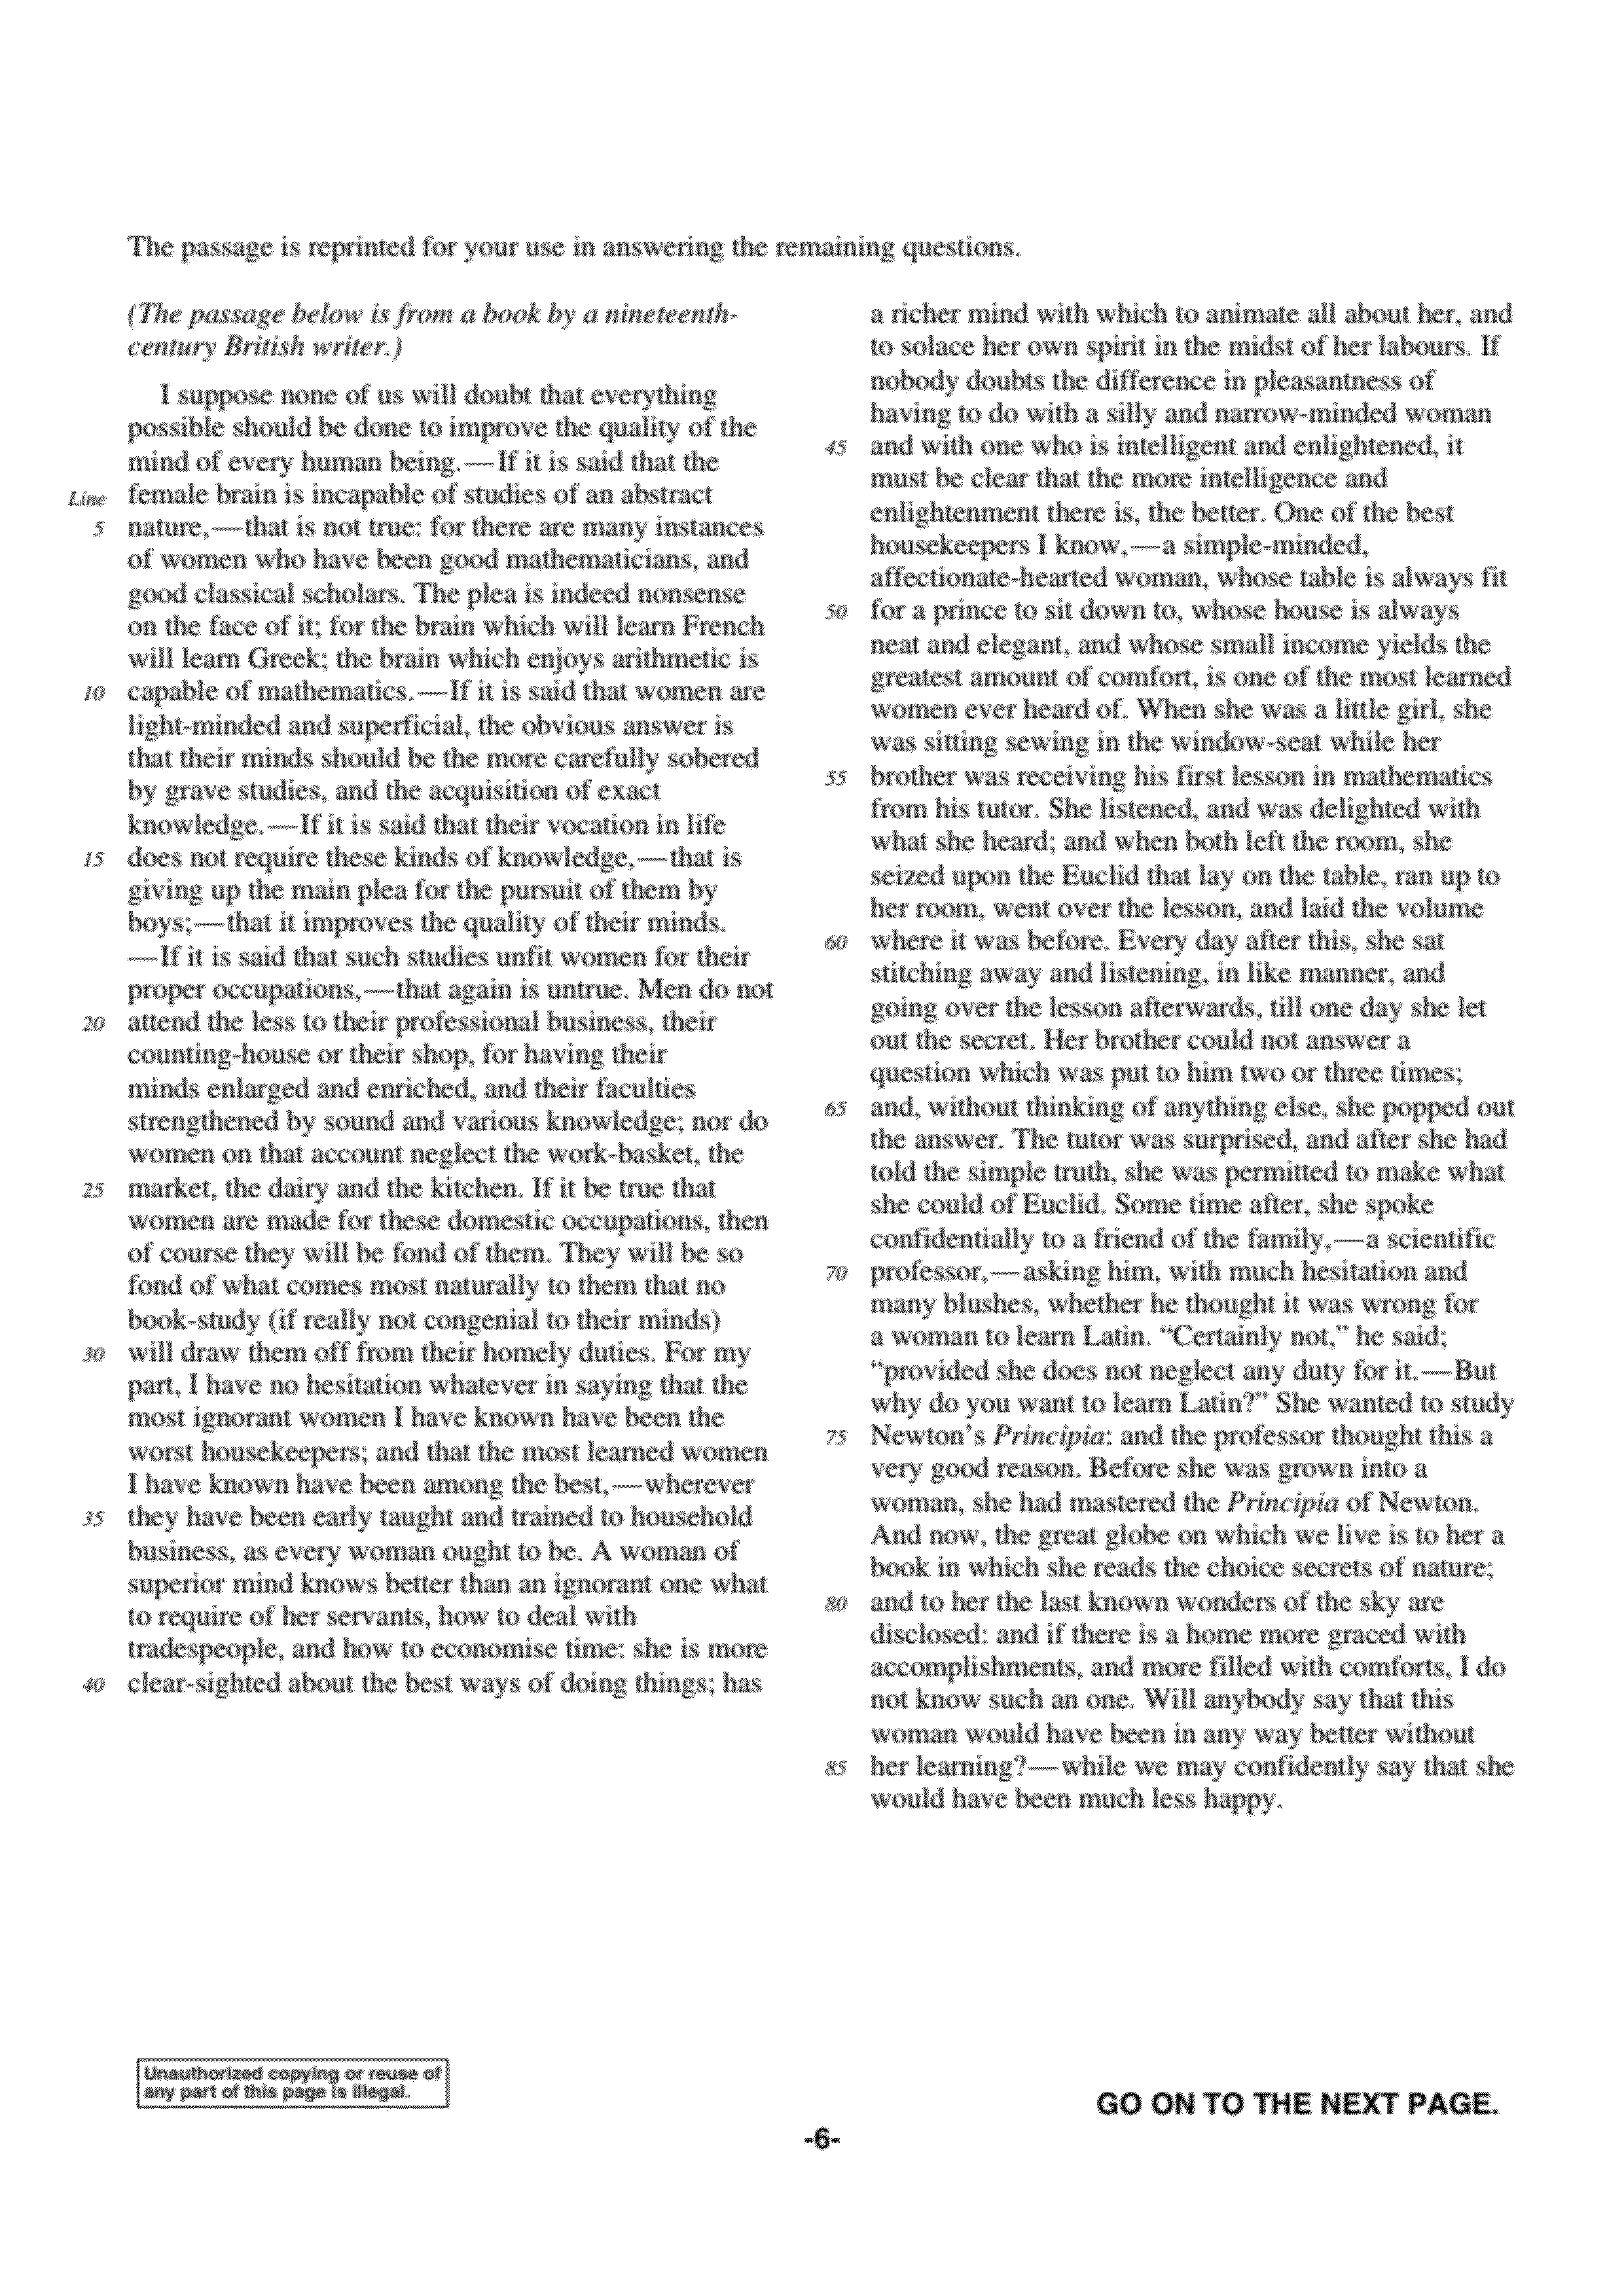 The passage is reprinted for your use in answering the remaining questions.
(The passage below is from a book by a nineteenth-
century British writer.)
I suppose none of us will doubt that everything
possible should be done to improve the quality of the
mind of every human being.—If it is said that the
Line female brain is incapable of studies of an abstract
5 nature,—that is not true: for there are many instances
of women who have been good mathematicians, and
good classical scholars. The plea is indeed nonsense
on the face of it; for the brain which will learn French
will learn Greek; the brain which enjoys arithmetic is
10 capable of mathematics.—If it is said that women are
light-minded and superficial, the obvious answer is
that their minds should be the more carefully sobered
by grave studies, and the acquisition of exact
knowledge.—If it is said that their vocation in life
15 does not require these kinds of knowledge,—that is
giving up the main plea for the pursuit of them by
boys;—that it improves the quality of their minds.
—If it is said that such studies unfit women for their
proper occupations,—that again is untrue. Men do not
20 attend the less to their professional business, their
counting-house or their shop, for having their
minds enlarged and enriched, and their faculties
strengthened by sound and various knowledge; nor do
women on that account neglect the work-basket, the
25 market, the dairy and the kitchen. If it be true that
women are made for these domestic occupations, then
of course they will be fond of them. They will be so
fond of what comes most naturally to them that no
book-study (if really not congenial to their minds)
30 will draw them off from their homely duties. For my
part, I have no hesitation whatever in saying that the
most ignorant women I have known have been the
worst housekeepers; and that the most learned women
I have known have been among the best,—wherever
35 they have been early taught and trained to household
business, as every woman ought to be. A woman of
superior mind knows better than an ignorant one what
to require of her servants, how to deal with
tradespeople, and how to economise time: she is more
40 clear-sighted about the best ways of doing things; has
a richer mind with which to animate all about her, and
to solace her own spirit in the midst of her labours. If
nobody doubts the difference in pleasantness of
having to do with a silly and narrow-minded woman
45 and with one who is intelligent and enlightened, it
must be clear that the more intelligence and
enlightenment there is, the better. One of the best
housekeepers I know,—a simple-minded,
affectionate-hearted woman, whose table is always fit
50 for a prince to sit down to, whose house is always
neat and elegant, and whose small income yields the
greatest amount of comfort, is one of the most learned
women ever heard of. When she was a little girl, she
was sitting sewing in the window-seat while her
55 brother was receiving his first lesson in mathematics
from his tutor. She listened, and was delighted with
what she heard; and when both left the room, she
seized upon the Euclid that lay on the table, ran up to
her room, went over the lesson, and laid the volume
60 where it was before. Every day after this, she sat
stitching away and listening, in like manner, and
going over the lesson afterwards, till one day she let
out the secret. Her brother could not answer a
question which was put to him two or three times;
65 and, without thinking of anything else, she popped out
the answer. The tutor was surprised, and after she had
told the simple truth, she was permitted to make what
she could of Euclid. Some time after, she spoke
confidentially to a friend of the family,—a scientific
70 professor,—asking him, with much hesitation and
many blushes, whether he thought it was wrong for
a woman to learn Latin. “Certainly not,” he said;
“provided she does not neglect any duty for it.—But
why do you want to learn Latin?” She wanted to study
75 Newton’s Principia: and the professor thought this a
very good reason. Before she was grown into a
woman, she had mastered the Principia of Newton.
And now, the great globe on which we live is to her a
book in which she reads the choice secrets of nature;
80 and to her the last known wonders of the sky are
disclosed: and if there is a home more graced with
accomplishments, and more filled with comforts, I do
not know such an one. Will anybody say that this
woman would have been in any way better without
85 her learning?—while we may confidently say that she
would have been much less happy.
Unauthorized copying or reuse of
any part of this page is illegal.
GO ON TO THE NEXT PAGE.
-6-